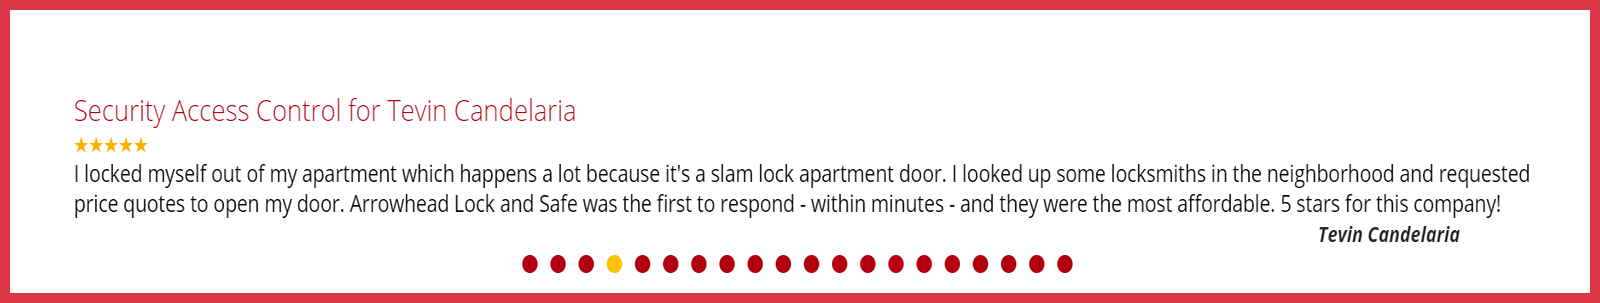 Security Access Control for Tevin Candelaria
★★★★★
I locked myself out of my apartment which happens a lot because it's a slam lock apartment door. I looked up some locksmiths in the neighborhood and requested
price quotes to open my door. Arrowhead Lock and Safe was the first to respond - within minutes - and they were the most affordable. 5 stars for this company!
Tevin Candelaria